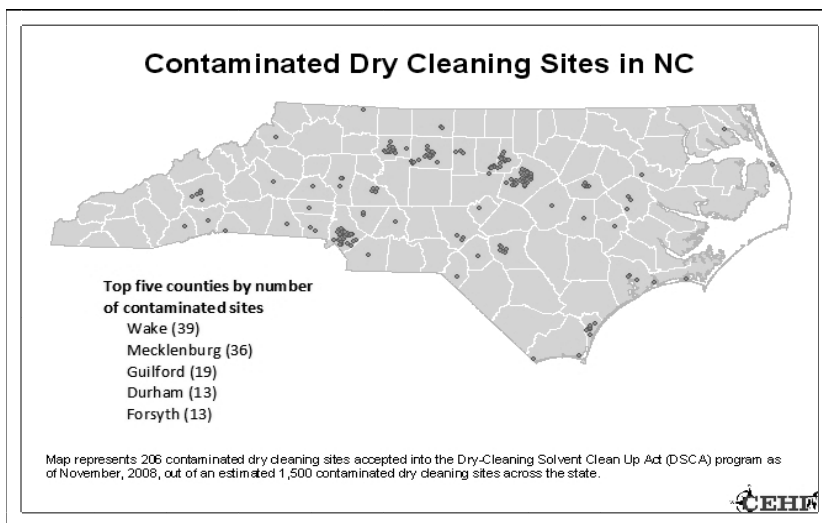 Contaminated Dry Cleaning Sites in NC
Top five counties by number
of contaminated sites
Wake (39)
Mecklenburg (36)
Guilford (19)
Durham (13)
Forsyth (13)
Map represents 206 contaminated dry cleaning sites accepted into the Dry-Cleaning Solvent Clean Up Act (DSCA) program as
of November, 2008, out of an estimated 1,500 contaminated dry cleaning sites across the state.